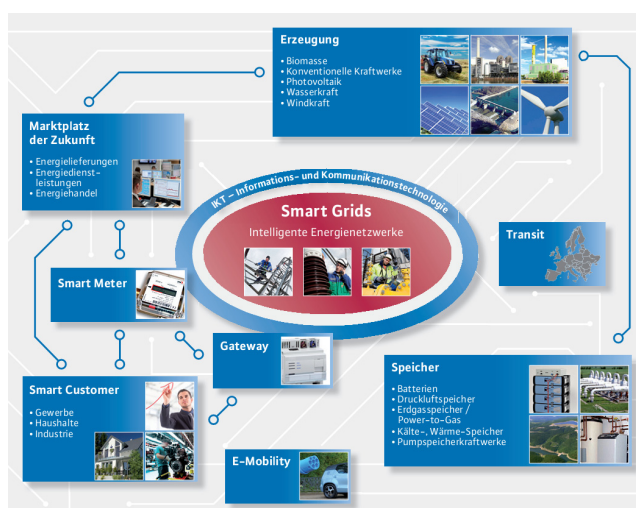 Erzeugung
• Biomasse
• Konventionelle Kraftwerke
• Photovoltaik
• Wasserkraft
• Windkraft
Marktplatz
der Zukunft
• Energielieferungen
• Energiedienst-
leistungen
• Energiehandel
IKT – Informations- und Kommunikationstechnologie
Smart Grids
Intelligente Energienetzwerke
Transit
Smart Meter
Gateway
Smart Customer
• Gewerbe
• Haushalte
• Industrie
Speicher
• Batterien
• Druckluftspeicher
• Erdgasspeicher /
Power-to-Gas
• Kälte-, Wärme-Speicher
• Pumpspeicherkraftwerke
E-Mobility